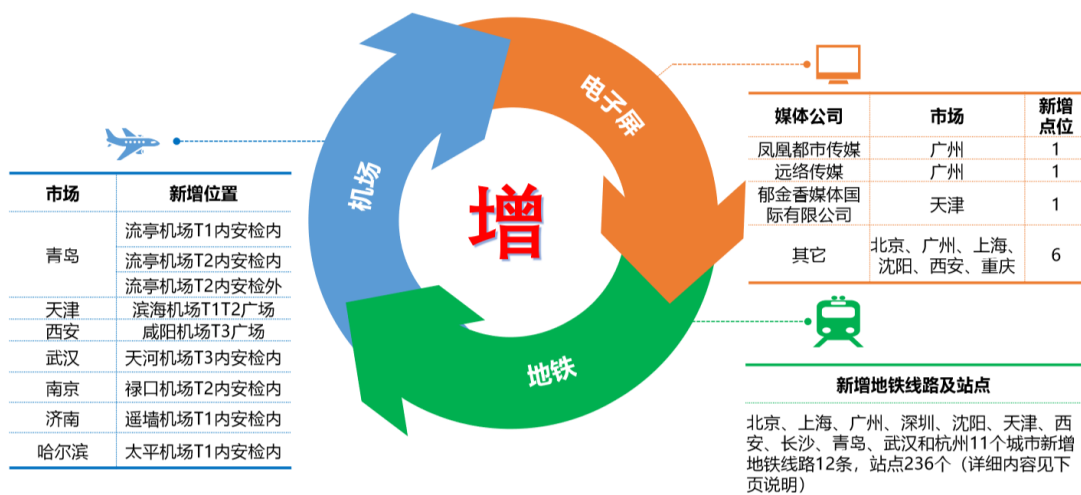 机场
电子屏
地铁
增
市场 新增位置
青岛
流亭机场T1内安检内
流亭机场T2内安检内
流亭机场T2内安检外
天津 滨海机场T1T2广场
西安 咸阳机场T3广场
武汉 天河机场T3内安检内
南京 禄口机场T2内安检内
济南 遥墙机场T1内安检内
哈尔滨 太平机场T1内安检内
媒体公司 市场 新增
点位
凤凰都市传媒 广州 1
远络传媒 广州 1
郁金香媒体国
际有限公司 天津 1
其它 北京、广州、上海、
沈阳、西安、重庆 6
新增地铁线路及站点
北京、上海、广州、深圳、沈阳、天津、西
安、长沙、青岛、武汉和杭州11个城市新增
地铁线路12条，站点236个（详细内容见下
页说明）